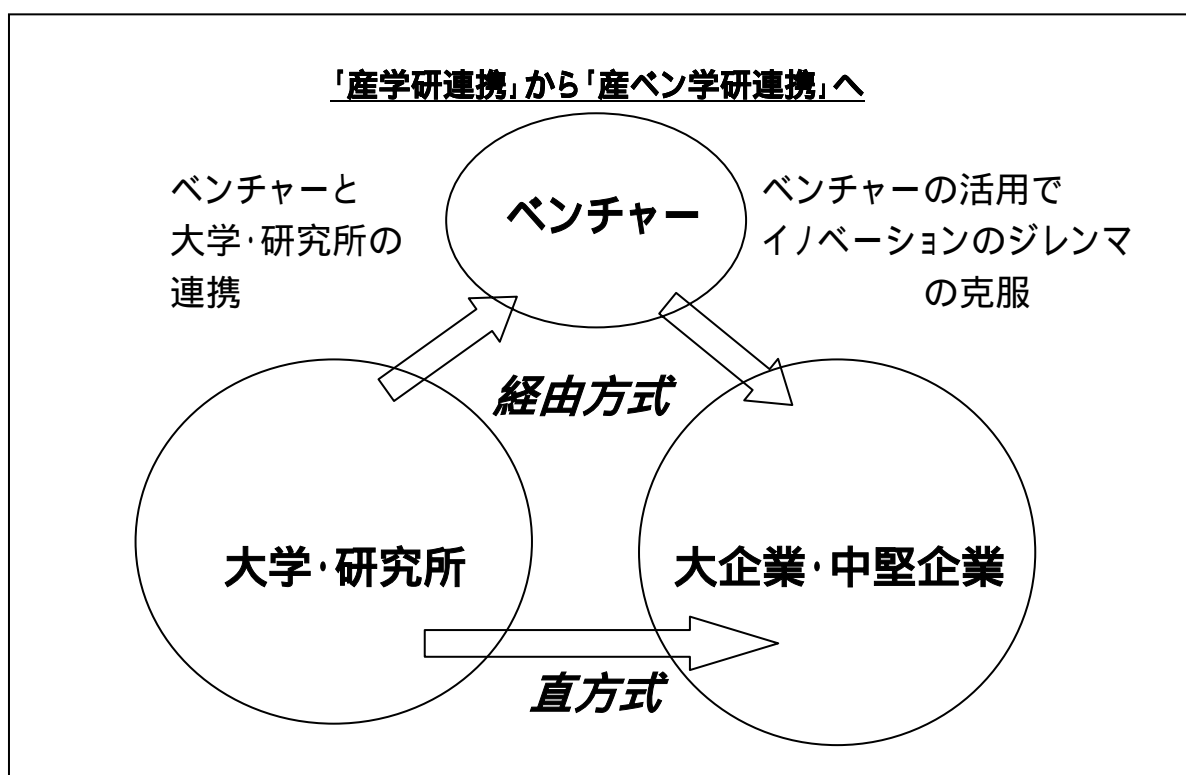 「産学研連携」から「産ベン学研連携」へ
ベンチャーと
大学・研究所の
連携
ベンチャー
ベンチャーの活用で
イノベーションのジレンマ
の克服
経由方式
大学・研究所
大企業・中堅企業
直方式